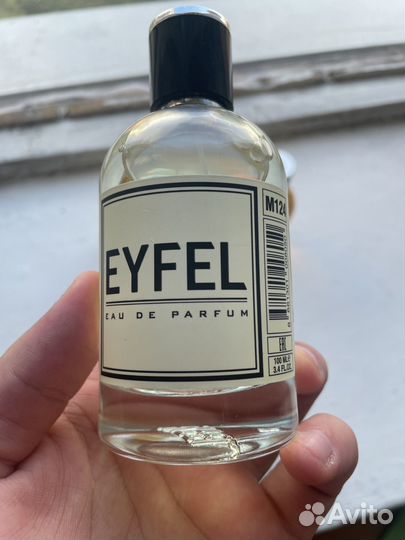 EYFEL
EAU DE PARFUM
M124
EAC
100 ML.℮
3.4 FL.OZ.
Avito